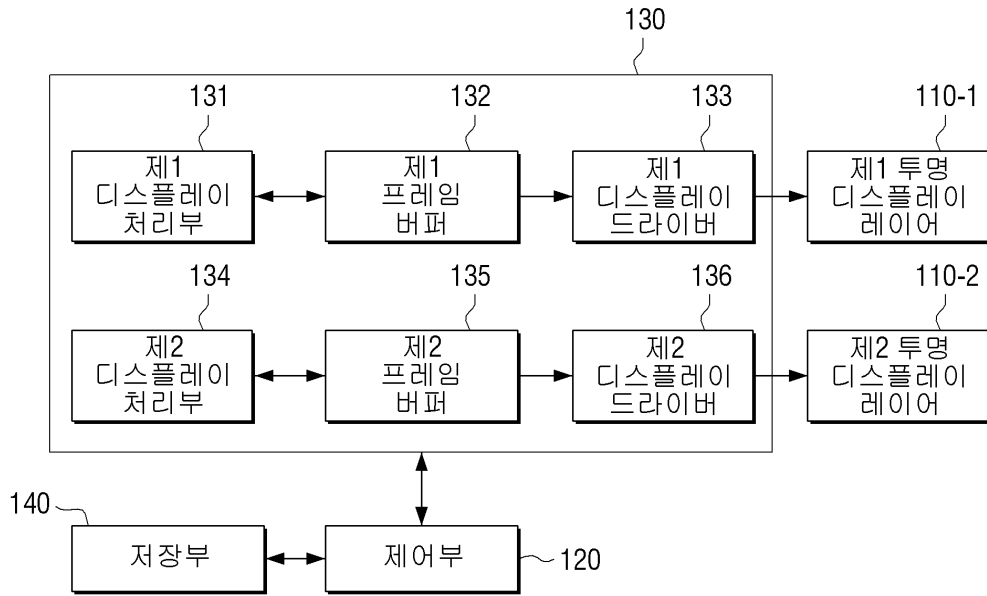 130
131
132
133
110-1
제1
디스플레이
처리부
제1
프레임
버퍼
제1
디스플레이
드라이버
제1 투명
디스플레이
레이어
134
135
136
110-2
제2
디스플레이
처리부
제2
프레임
버퍼
제2
디스플레이
드라이버
제2 투명
디스플레이
레이어
140
저장부
제어부
120